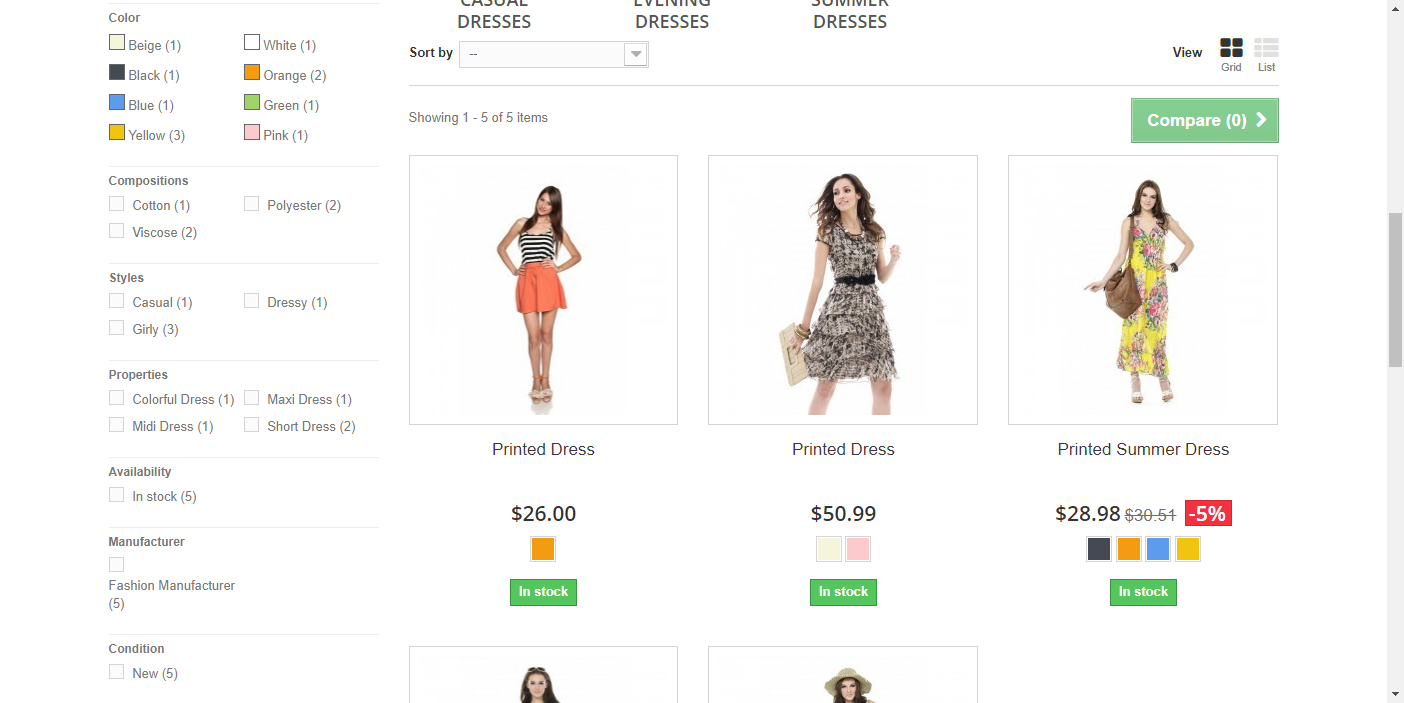 Color
Beige (1)
White (1)
Black (1)
Orange (2)
Blue (1)
Green (1)
Yellow (3)
Pink (1)
Compositions
Cotton (1)
Polyester (2)
Viscose (2)
Styles
Casual (1)
Dressy (1)
Girly (3)
Properties
Colorful Dress (1)
Maxi Dress (1)
Midi Dress (1)
Short Dress (2)
Availability
In stock (5)
Manufacturer
Fashion Manufacturer
(5)
Condition
New (5)
CASUAL
DRESSES
EVENING
DRESSES
SUMMER
DRESSES
Sort by
--
View
Grid
List
Showing 1 - 5 of 5 items
Compare (0)
Printed Dress
$26.00
In stock
Printed Dress
$50.99
In stock
Printed Summer Dress
$28.98 $30.51 -5%
In stock